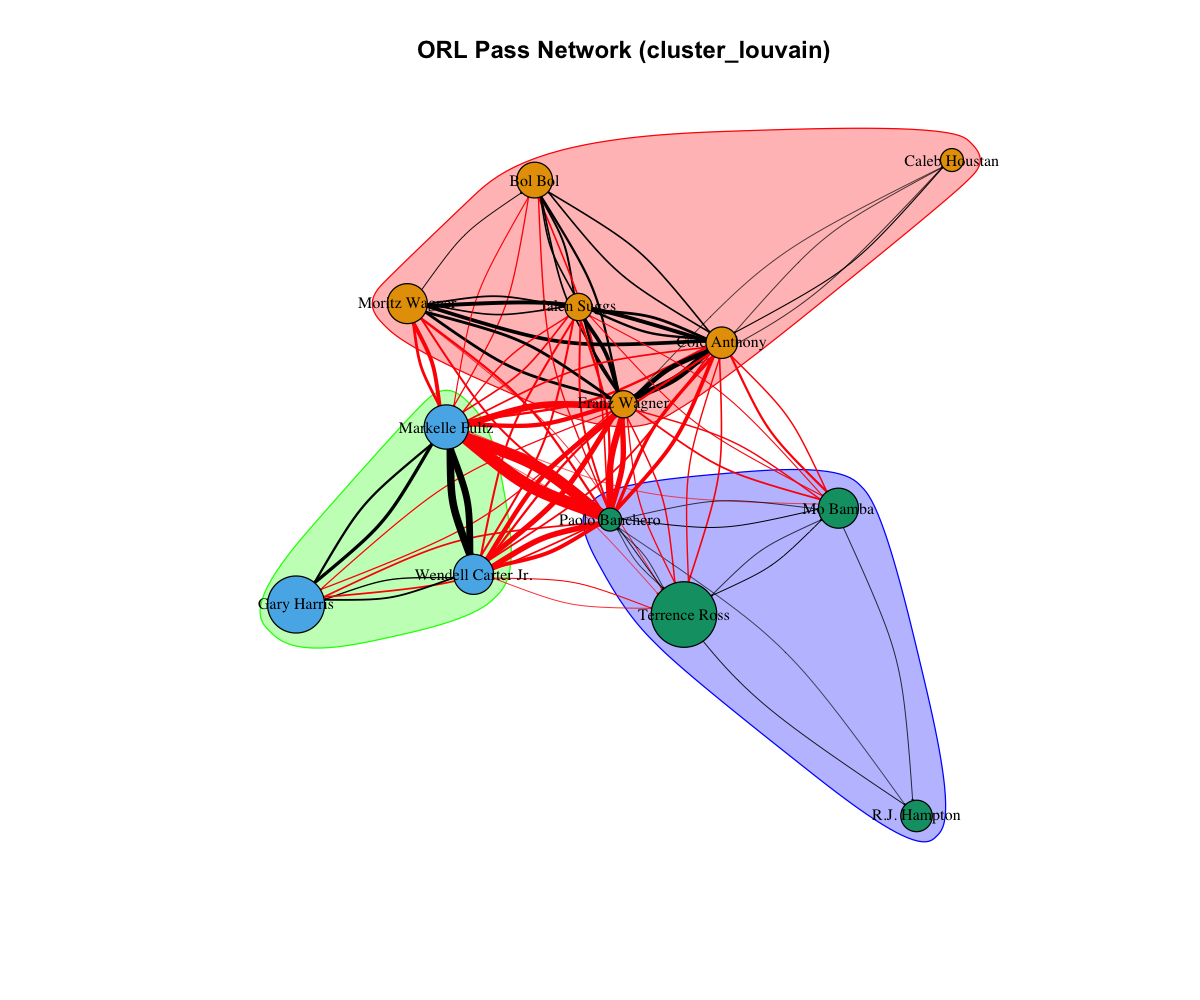 ORL Pass Network (cluster_louvain)
Caleb Houstan
Bol Bol
Moritz Wagner
Jalen Suggs
Cole Anthony
Franz Wagner
Markelle Fultz
Mo Bamba
Paolo Banchero
Wendell Carter Jr.
Gary Harris
Terrence Ross
R.J. Hampton